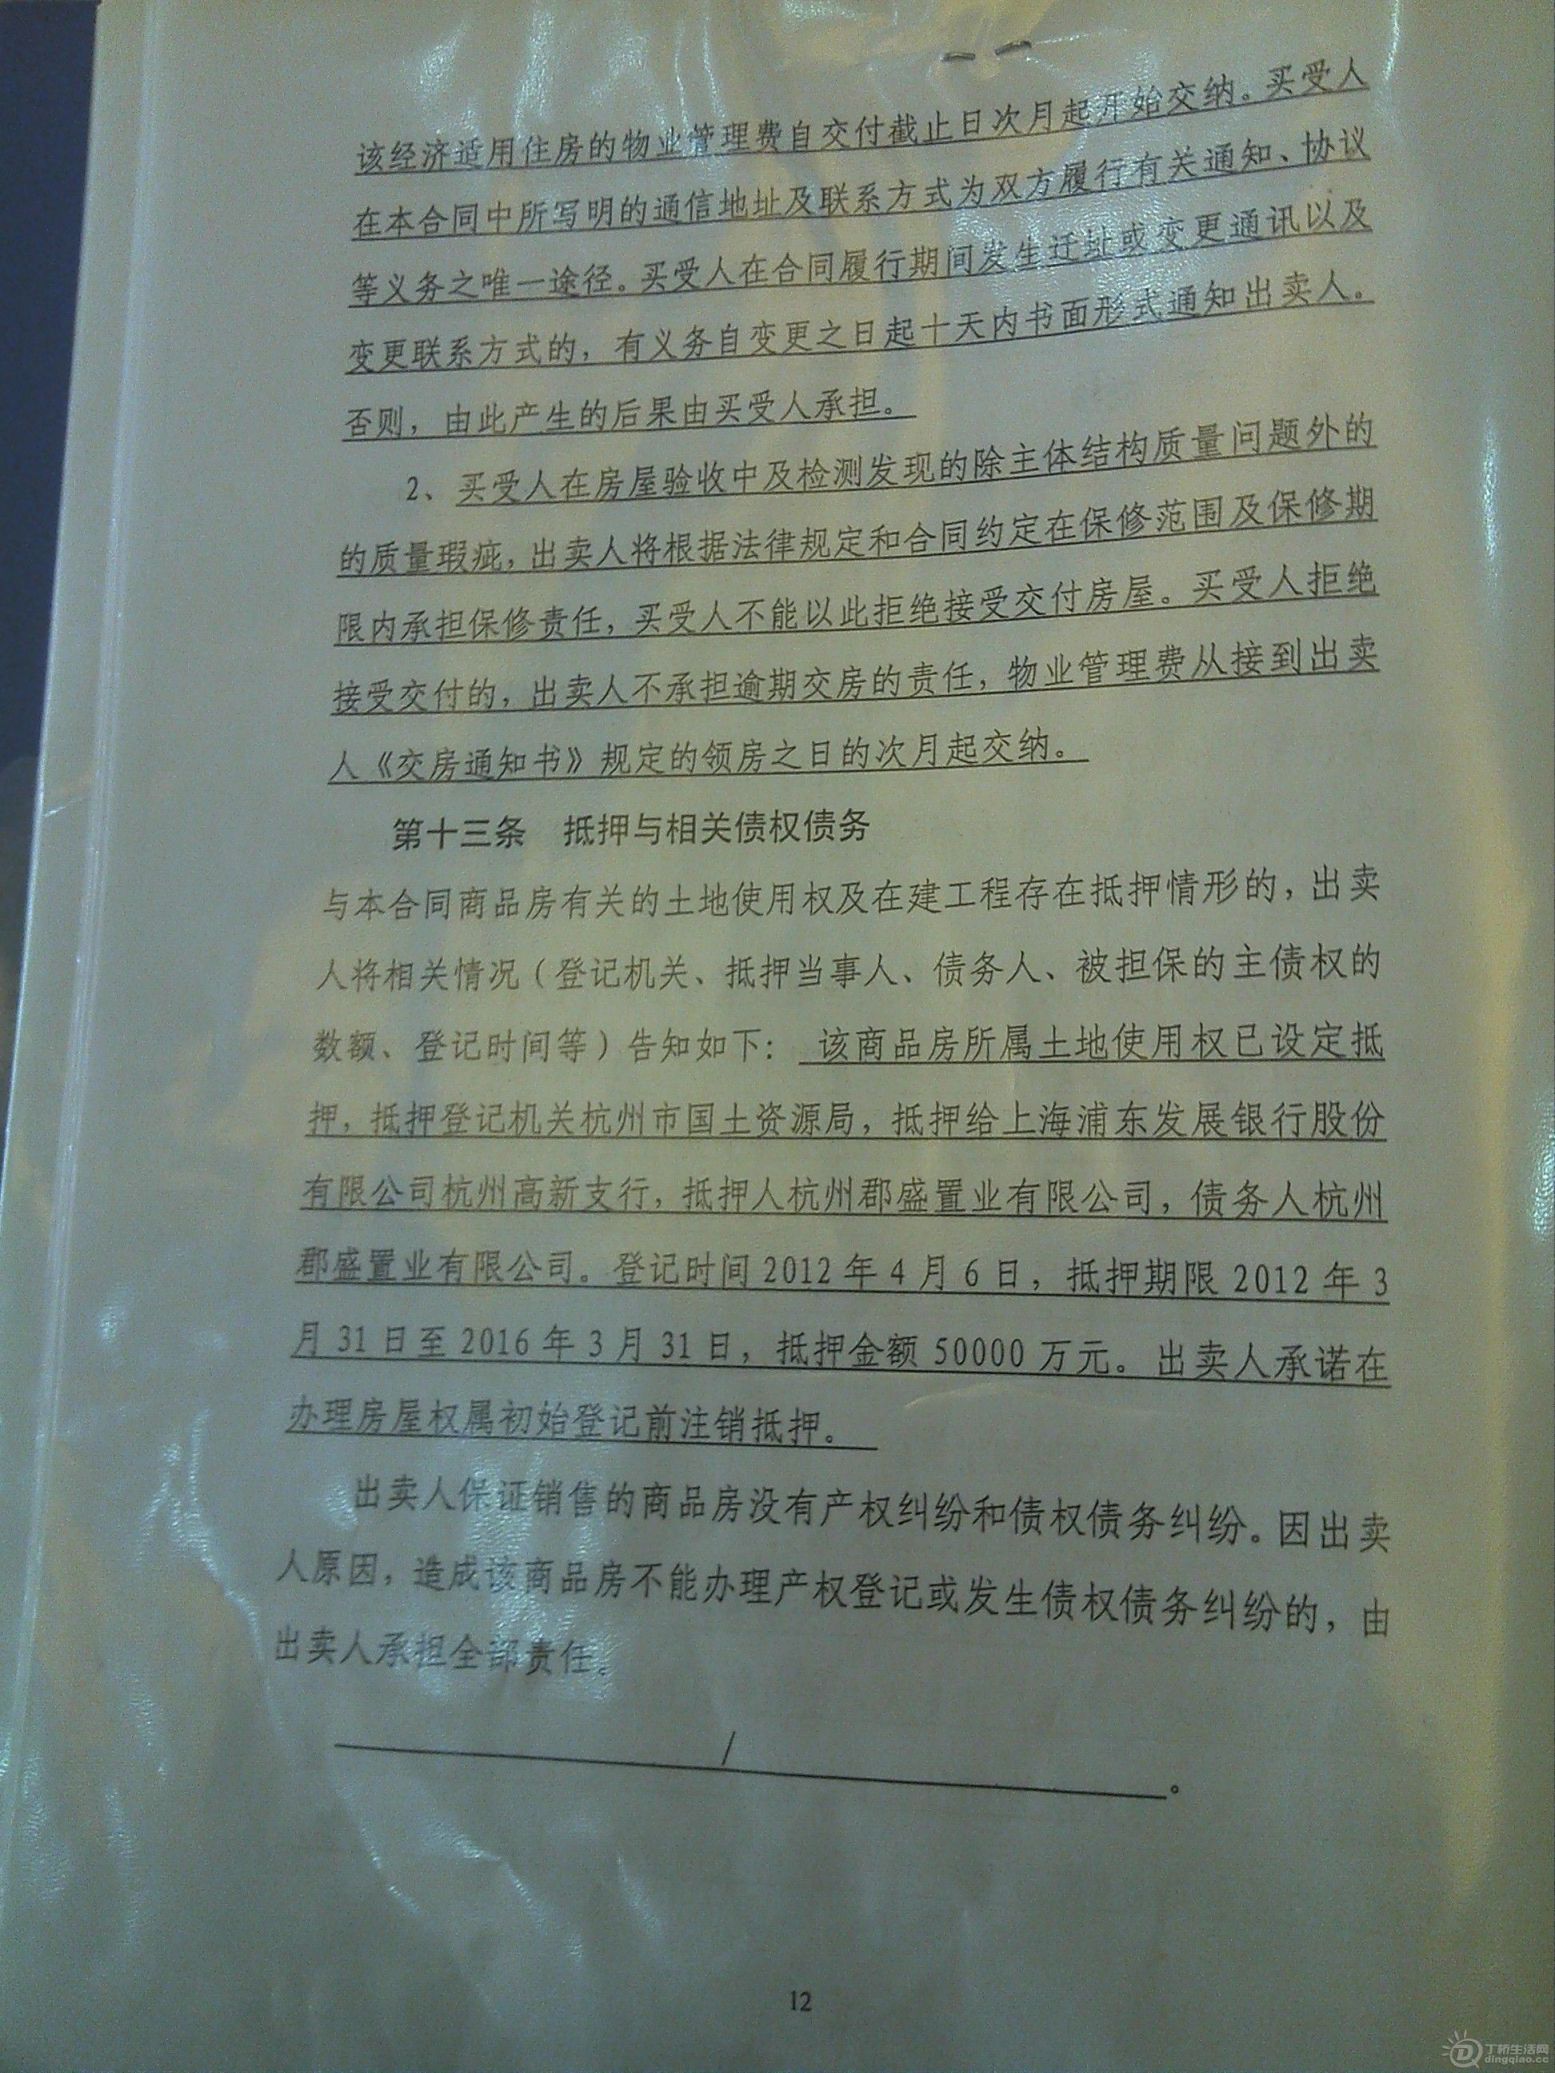 该经济适用住房的物业管理费自交付截止日次月起开始交纳。买受人
在本合同中所写明的通信地址及联系方式为双方履行有关通知、协议
等义务之唯一途径。买受人在合同履行期间发生迁址或变更通讯以及
变更联系方式的，有义务自变更之日起十天内书面形式通知出卖人。
否则，由此产生的后果由买受人承担。
2、买受人在房屋验收中及检测发现的除主体结构质量问题外的
的质量瑕疵，出卖人将根据法律规定和合同约定在保修范围及保修期
限内承担保修责任，买受人不能以此拒绝接受交付房屋。买受人拒绝
接受交付的，出卖人不承担逾期交房的责任，物业管理费从接到出卖
人《交房通知书》规定的领房之日的次月起交纳。
第十三条 抵押与相关债权债务
与本合同商品房有关的土地使用权及在建工程存在抵押情形的，出卖
人将相关情况（登记机关、抵押当事人、债务人、被担保的主债权的
数额、登记时间等）告知如下： 该商品房所属土地使用权已设定抵
押，抵押登记机关杭州市国土资源局，抵押给上海浦东发展银行股份
有限公司杭州高新支行，抵押人杭州郡盛置业有限公司，债务人杭州
郡盛置业有限公司。登记时间 2012 年 4 月 6 日，抵押期限 2012 年 3
月 31 日至 2016 年 3 月 31 日，抵押金额 50000 万元。出卖人承诺在
办理房屋权属初始登记前注销抵押。
出卖人保证销售的商品房没有产权纠纷和债权债务纠纷。因出卖
人原因，造成该商品房不能办理产权登记或发生债权债务纠纷的，由
出卖人承担全部责任。
/。
12
丁桥生活网
dingqiao.cc